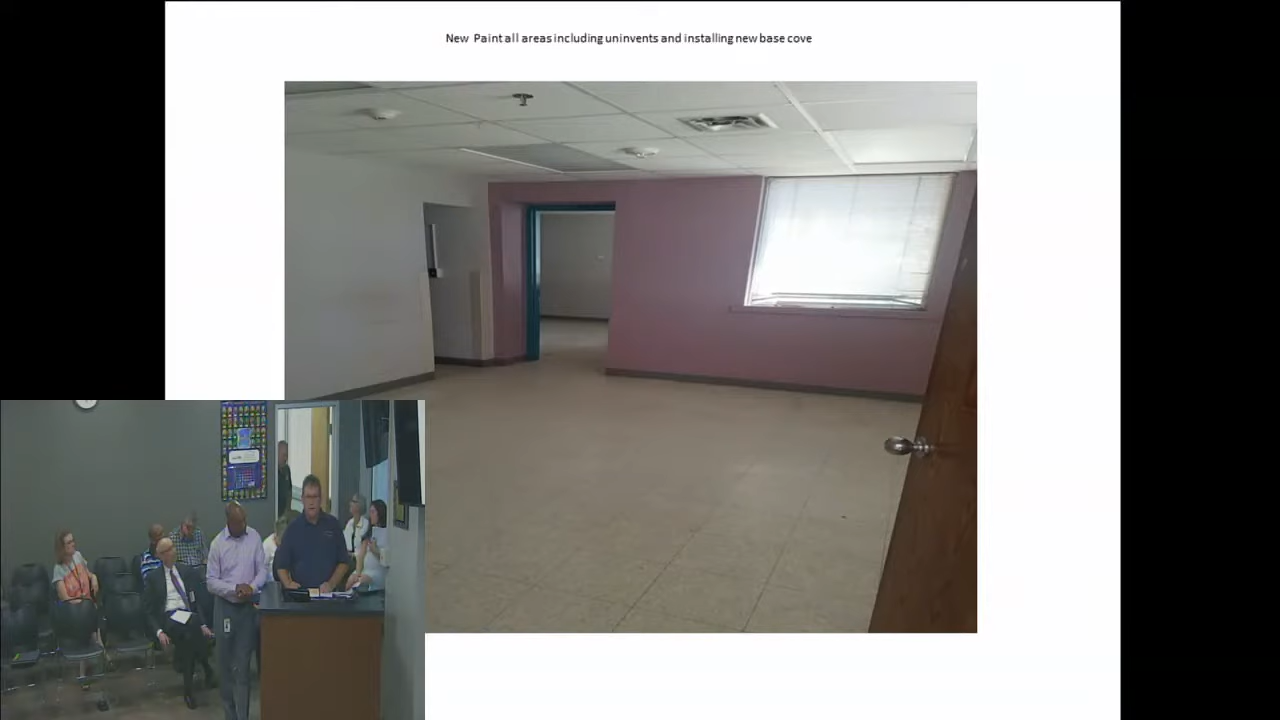 New Paint all areas including uninvents and installing new base cove